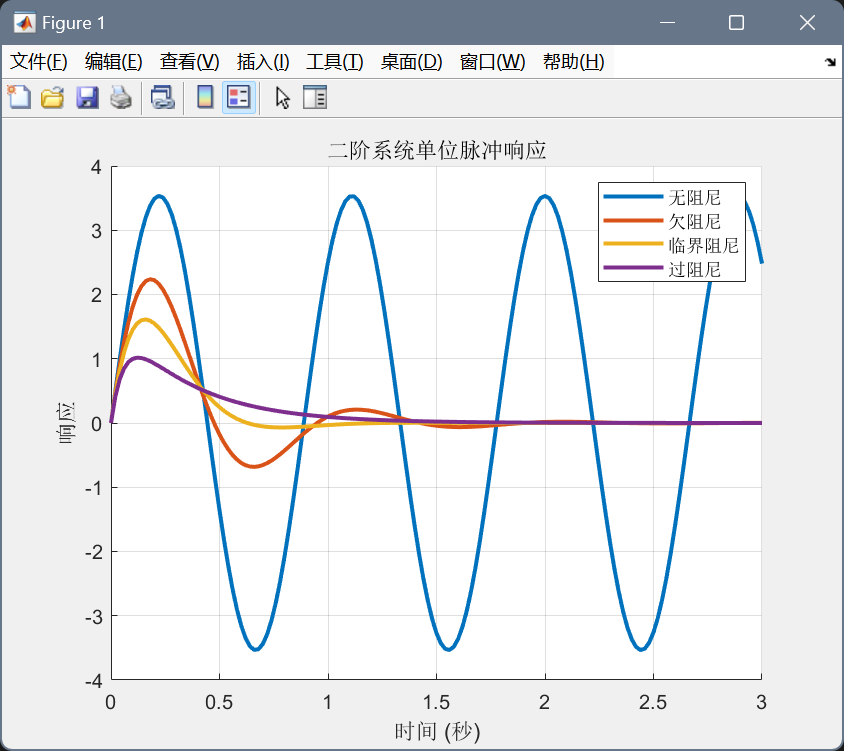 Figure 1
文件(F) 编辑(E) 查看(V) 插入(I) 工具(T) 桌面(D) 窗口(W) 帮助(H)
二阶系统单位脉冲响应
无阻尼
欠阻尼
临界阻尼
过阻尼
响应
4
3
2
1
0
-1
-2
-3
-4
0 0.5 1 1.5 2 2.5 3
时间 (秒)